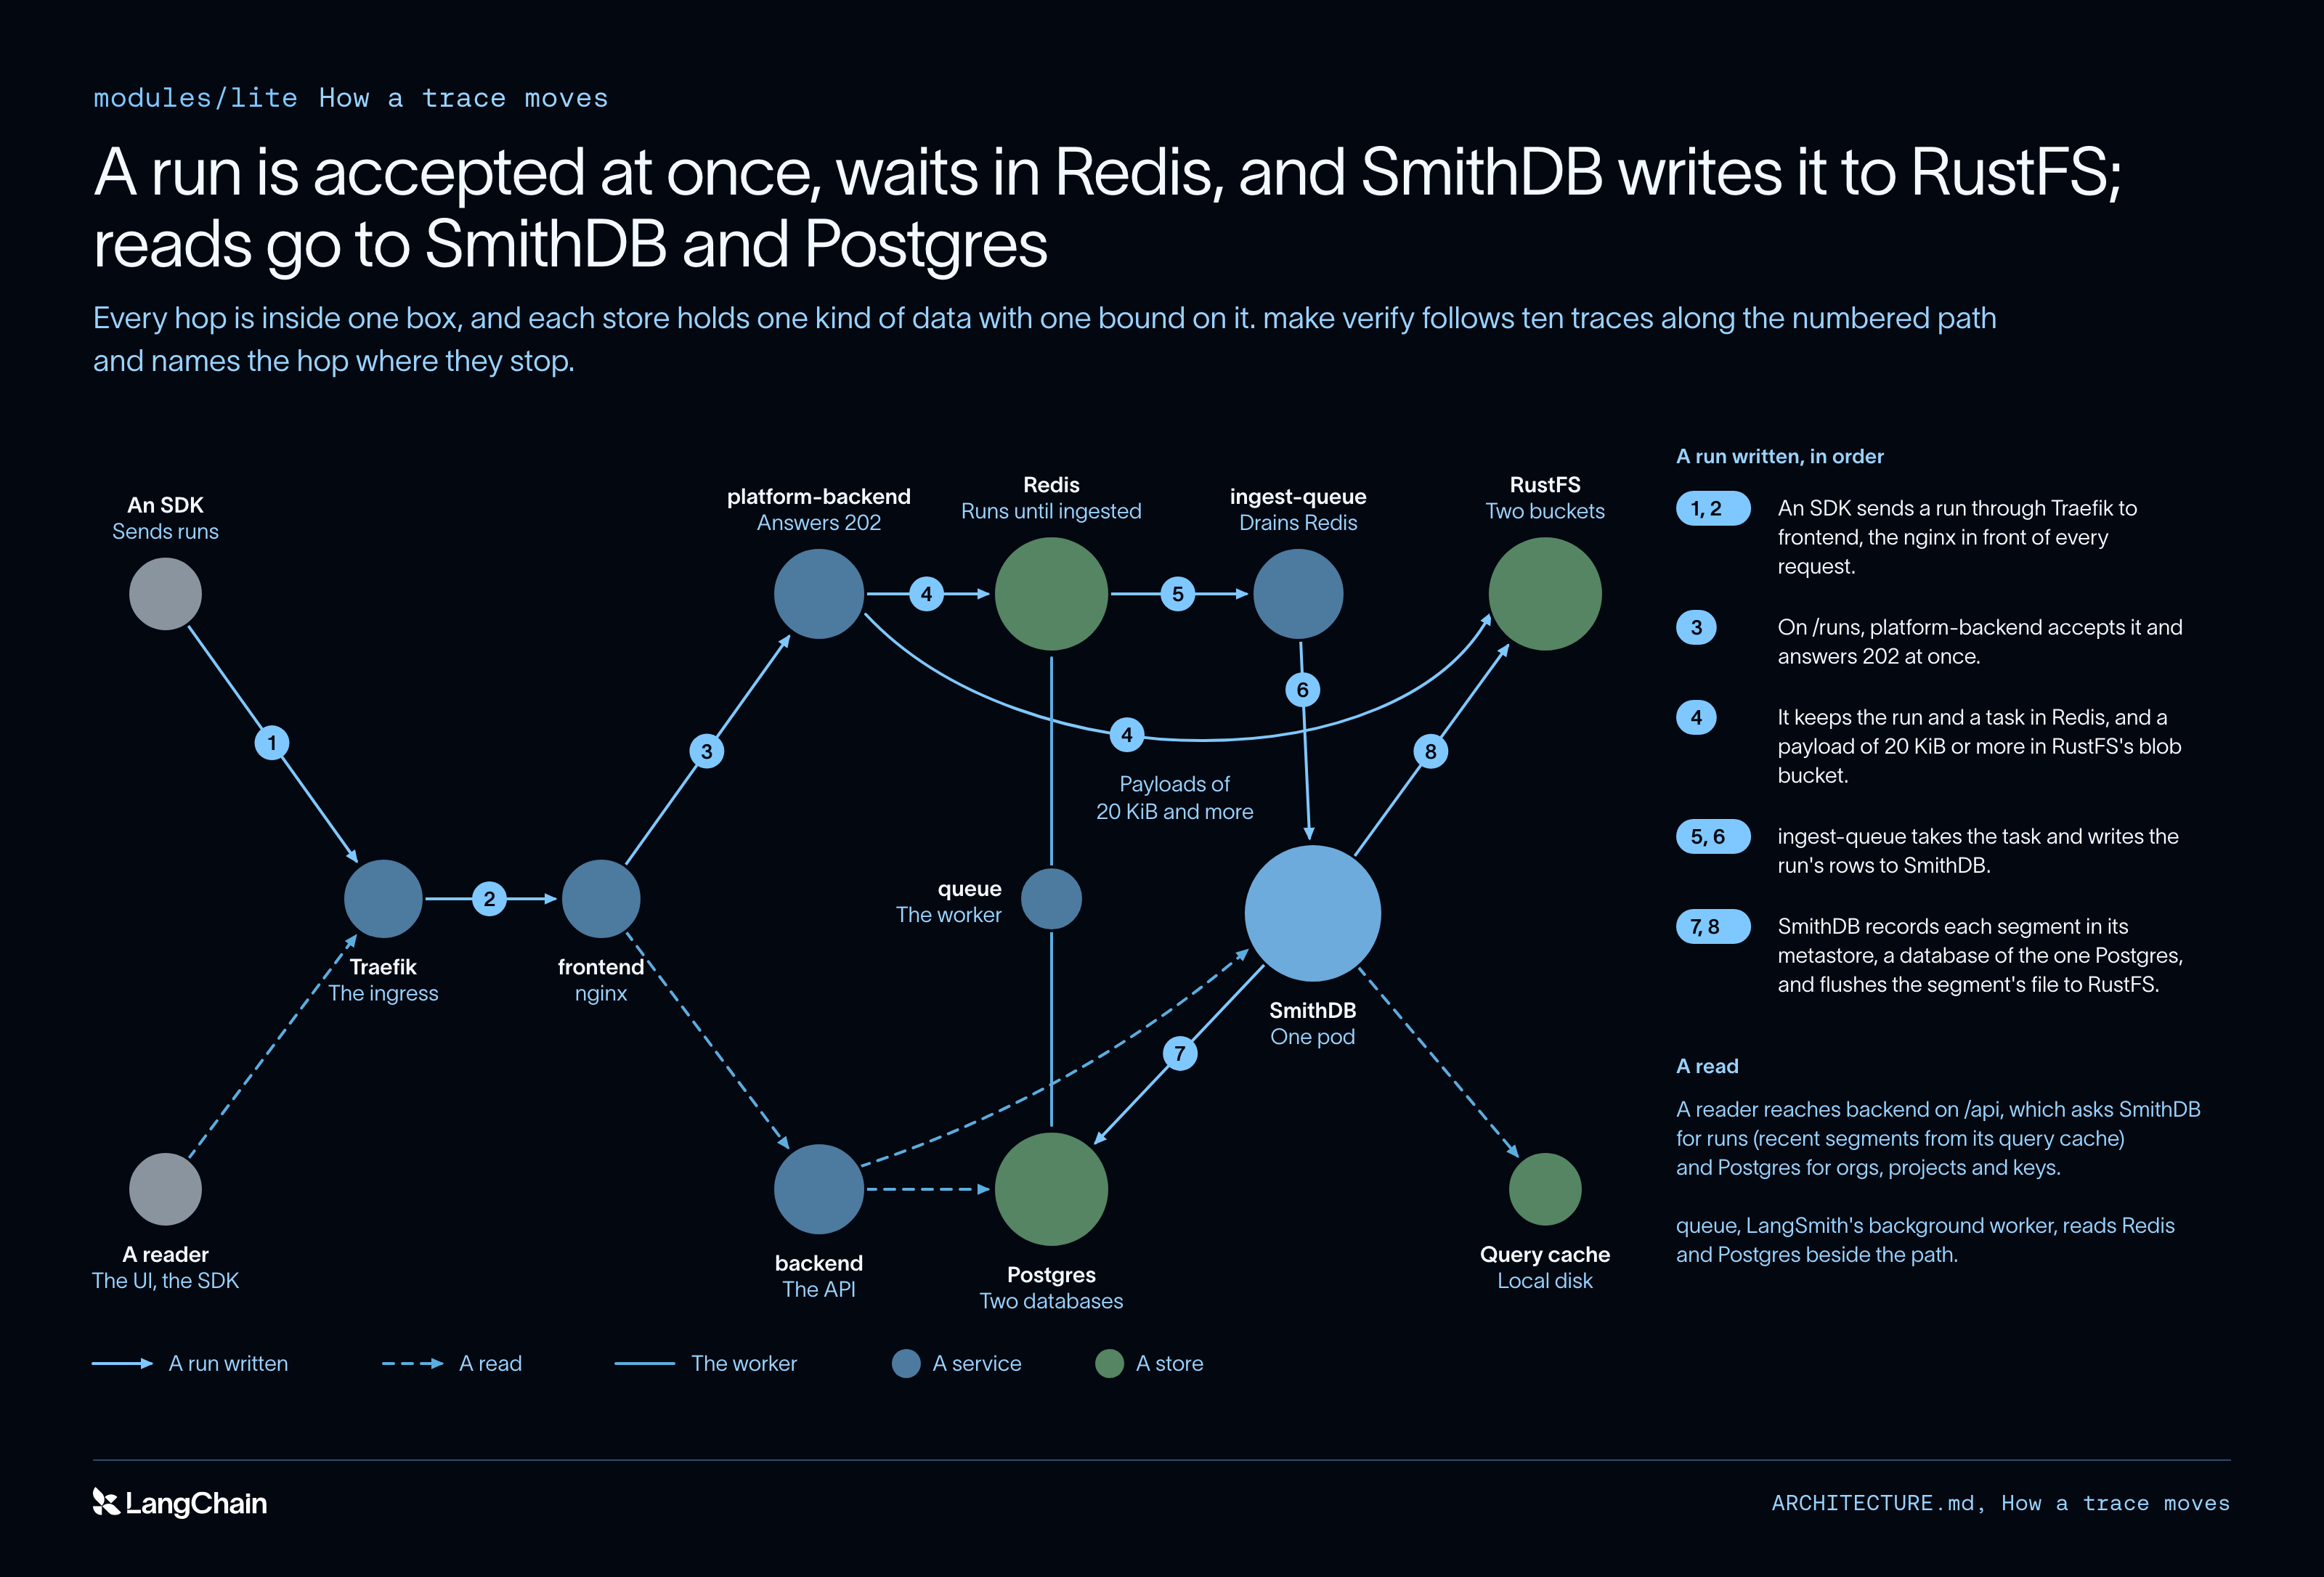 modules/lite How a trace moves
A run is accepted at once, waits in Redis, and SmithDB writes it to RustFS;
reads go to SmithDB and Postgres
Every hop is inside one box, and each store holds one kind of data with one bound on it. make verify follows ten traces along the numbered path
and names the hop where they stop.
An SDK
Sends runs
platform-backend
Answers 202
Redis
Runs until ingested
ingest-queue
Drains Redis
RustFS
Two buckets
4
5
6
1
3
4
8
Payloads of
20 KiB and more
2
queue
The worker
Traefik
The ingress
frontend
nginx
SmithDB
One pod
7
A reader
The UI, the SDK
backend
The API
Postgres
Two databases
Query cache
Local disk
A run written, in order
1, 2
An SDK sends a run through Traefik to
frontend, the nginx in front of every
request.
3
On /runs, platform-backend accepts it and
answers 202 at once.
4
It keeps the run and a task in Redis, and a
payload of 20 KiB or more in RustFS's blob
bucket.
5, 6
ingest-queue takes the task and writes the
run's rows to SmithDB.
7, 8
SmithDB records each segment in its
metastore, a database of the one Postgres,
and flushes the segment's file to RustFS.
A read
A reader reaches backend on /api, which asks SmithDB
for runs (recent segments from its query cache)
and Postgres for orgs, projects and keys.
queue, LangSmith's background worker, reads Redis
and Postgres beside the path.
A run written
A read
The worker
A service
A store
LangChain
ARCHITECTURE.md, How a trace moves